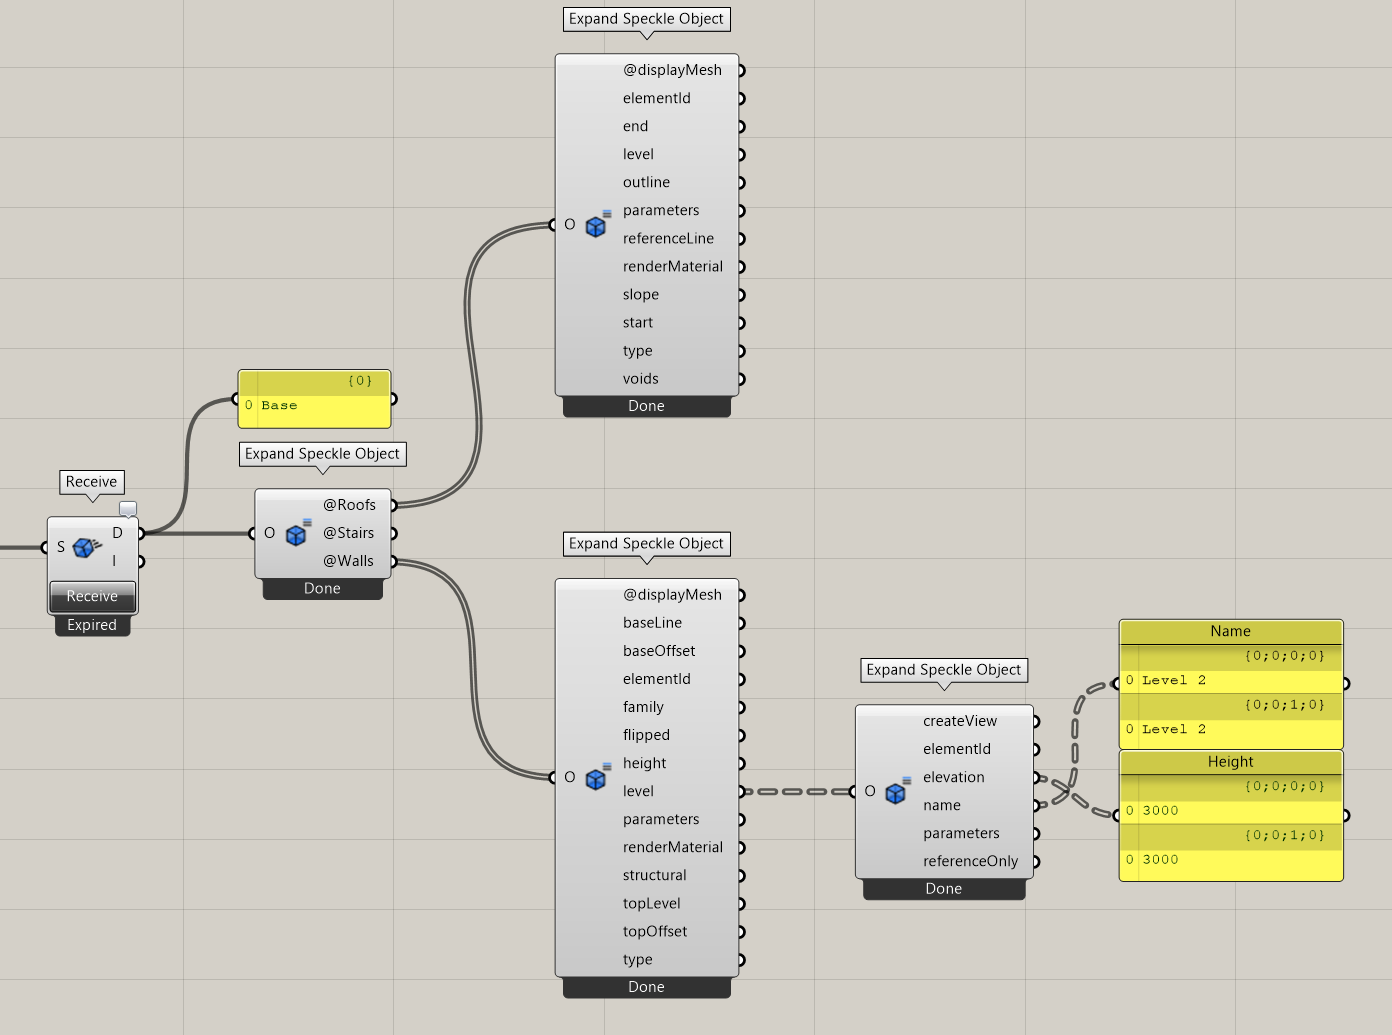 Expand Speckle Object
@displayMesh
elementId
end
level
outline
parameters
O
referenceLine
renderMaterial
slope
start
type
voids
Done
{0}
0 Base
Expand Speckle Object
@Roofs
O
@Stairs
@Walls
Done
Receive
D
S
I
Receive
Expired
Expand Speckle Object
@displayMesh
baseLine
baseOffset
elementId
family
flipped
height
O
level
parameters
renderMaterial
structural
topLevel
topOffset
type
Done
Expand Speckle Object
createView
elementId
elevation
O
name
parameters
referenceOnly
Done
Name
{0;0;0;0}
0 Level 2
{0;0;1;0}
0 Level 2
Height
{0;0;0;0}
0 3000
{0;0;1;0}
0 3000